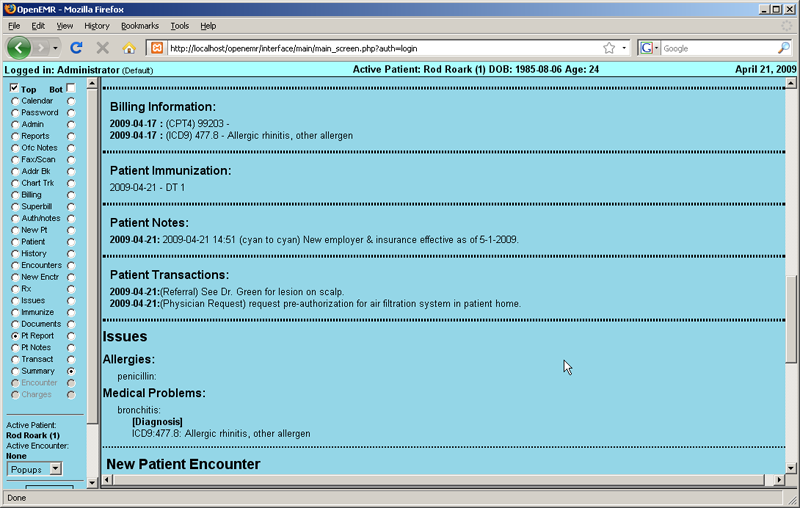 OpenEMR - Mozilla Firefox
File Edit View History Bookmarks Tools Help
http://localhost/openemr/interface/main/main_screen.php?auth=login
Google
Logged in: Administrator (Default) Active Patient: Rod Roark (1) DOB: 1985-08-06 Age: 24 April 21, 2009
Top Bot
Calendar
Password
Admin
Reports
Ofc Notes
Fax/Scan
Addr Bk
Chart Trk
Billing
Superbill
Auth/notes
New Pt
Patient
History
Encounters
New Enctr
Rx
Issues
Immunize
Documents
Pt Report
Pt Notes
Transact
Summary
Encounter
Charges
Active Patient:
Rod Roark (1)
Active Encounter:
None
Popups
Billing Information:
2009-04-17 : (CPT4) 99203 -
2009-04-17 : (ICD9) 477.8 - Allergic rhinitis, other allergen
Patient Immunization:
2009-04-21 - DT 1
Patient Notes:
2009-04-21: 2009-04-21 14:51 (cyan to cyan) New employer & insurance effective as of 5-1-2009.
Patient Transactions:
2009-04-21:(Referral) See Dr. Green for lesion on scalp.
2009-04-21:(Physician Request) request pre-authorization for air filtration system in patient home.
Issues
Allergies:
penicillin:
Medical Problems:
bronchitis:
[Diagnosis]
ICD9:477.8: Allergic rhinitis, other allergen
New Patient Encounter
Done